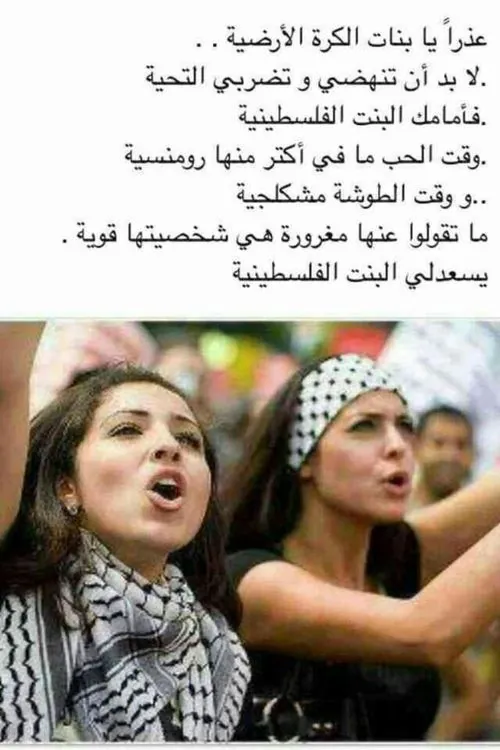 عذراً يا بنات الكرة الأرضية . .
.لا بد أن تنهضي و تضربي التحية
.فأمامك البنت الفلسطينية
.وقت الحب ما في أكتر منها رومنسية
..و وقت الطوشة مشكلجية
ما تقولوا عنها مغرورة هي شخصيتها قوية .
يسعدلي البنت الفلسطينية